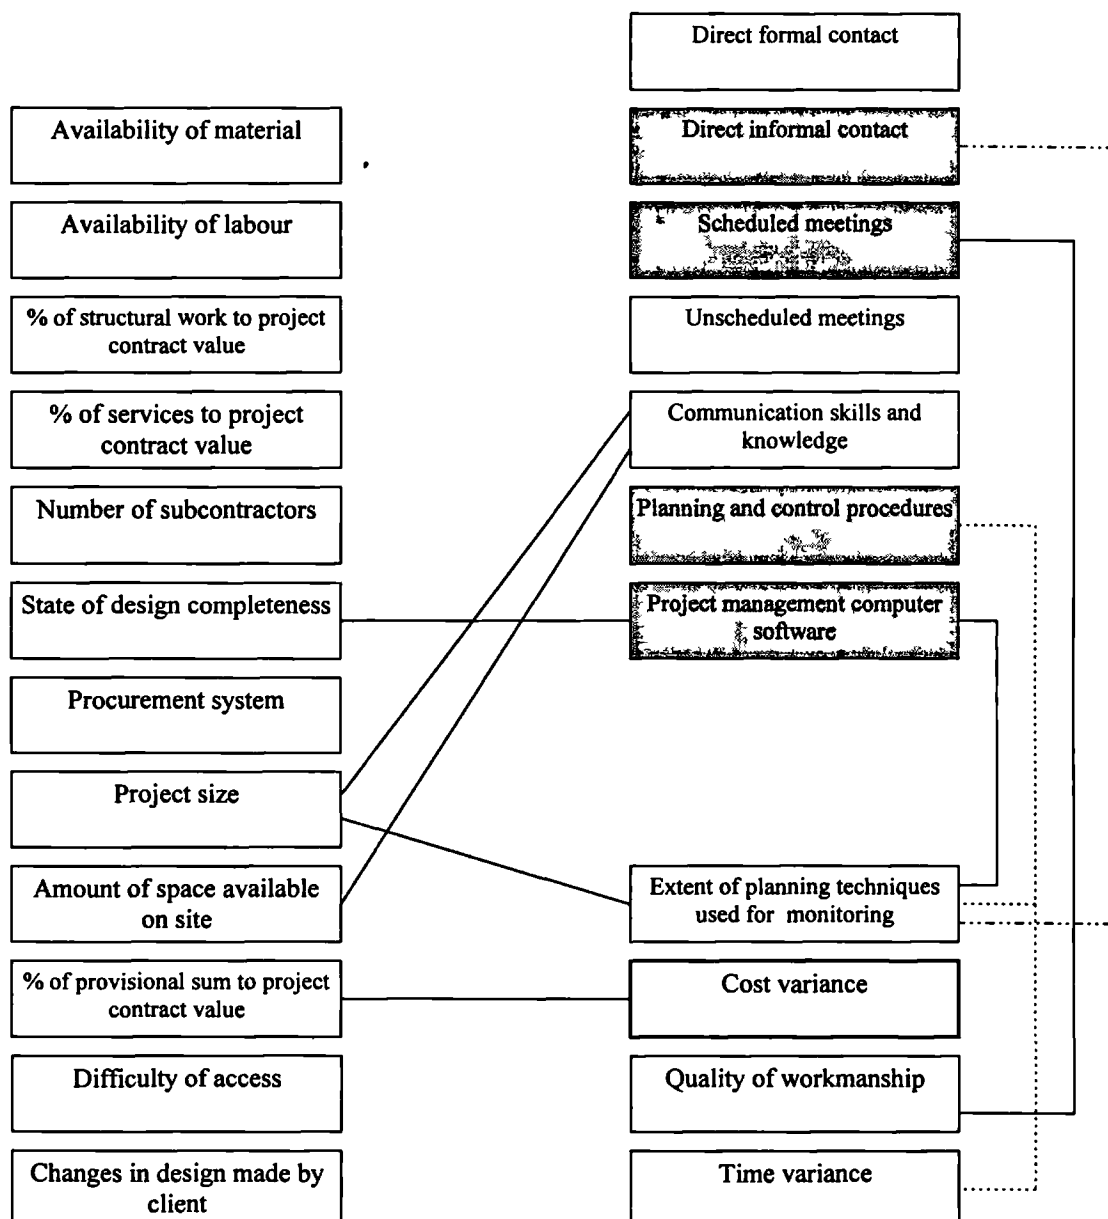 Direct formal contact
Availability of material
Direct informal contact
Availability of labour
Scheduled meetings
% of structural work to project
contract value
Unscheduled meetings
% of services to project
contract value
Communication skills and
knowledge
Number of subcontractors
Planning and control procedures
State of design completeness
Project management computer
software
Procurement system
Project size
Amount of space available
on site
Extent of planning techniques
used for monitoring
% of provisional sum to project
contract value
Cost variance
Difficulty of access
Quality of workmanship
Changes in design made by
client
Time variance